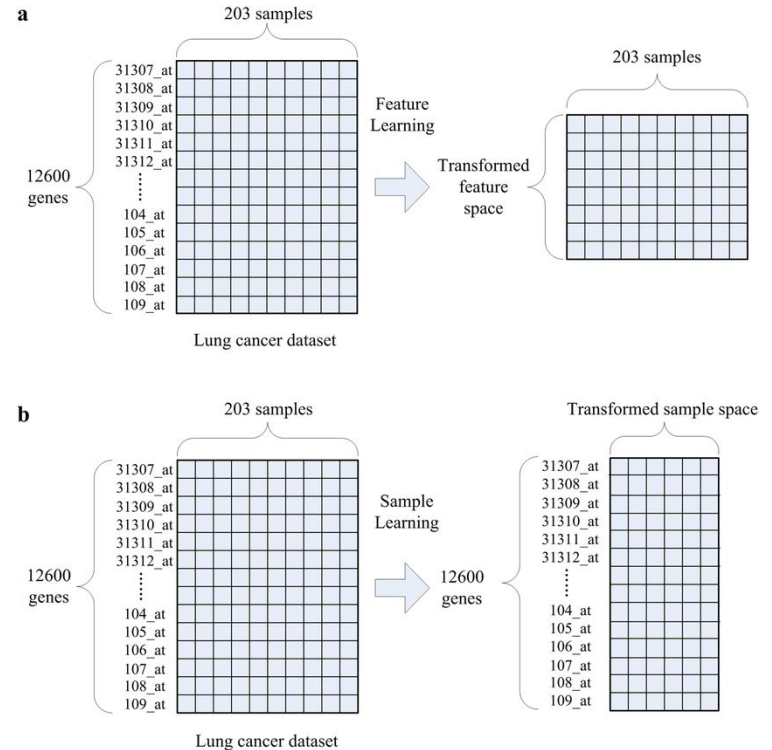 a
203 samples
31307_at
31308_at
31309_at
31310_at
31311_at
31312_at
104_at
105_at
106_at
107_at
108_at
109_at
12600
genes
Lung cancer dataset
Feature
Learning
203 samples
Transformed
feature
space
b
203 samples
31307_at
31308_at
31309_at
31310_at
31311_at
31312_at
104_at
105_at
106_at
107_at
108_at
109_at
12600
genes
Lung cancer dataset
Sample
Learning
Transformed sample space
31307_at
31308_at
31309_at
31310_at
31311_at
31312_at
104_at
105_at
106_at
107_at
108_at
109_at
12600
genes